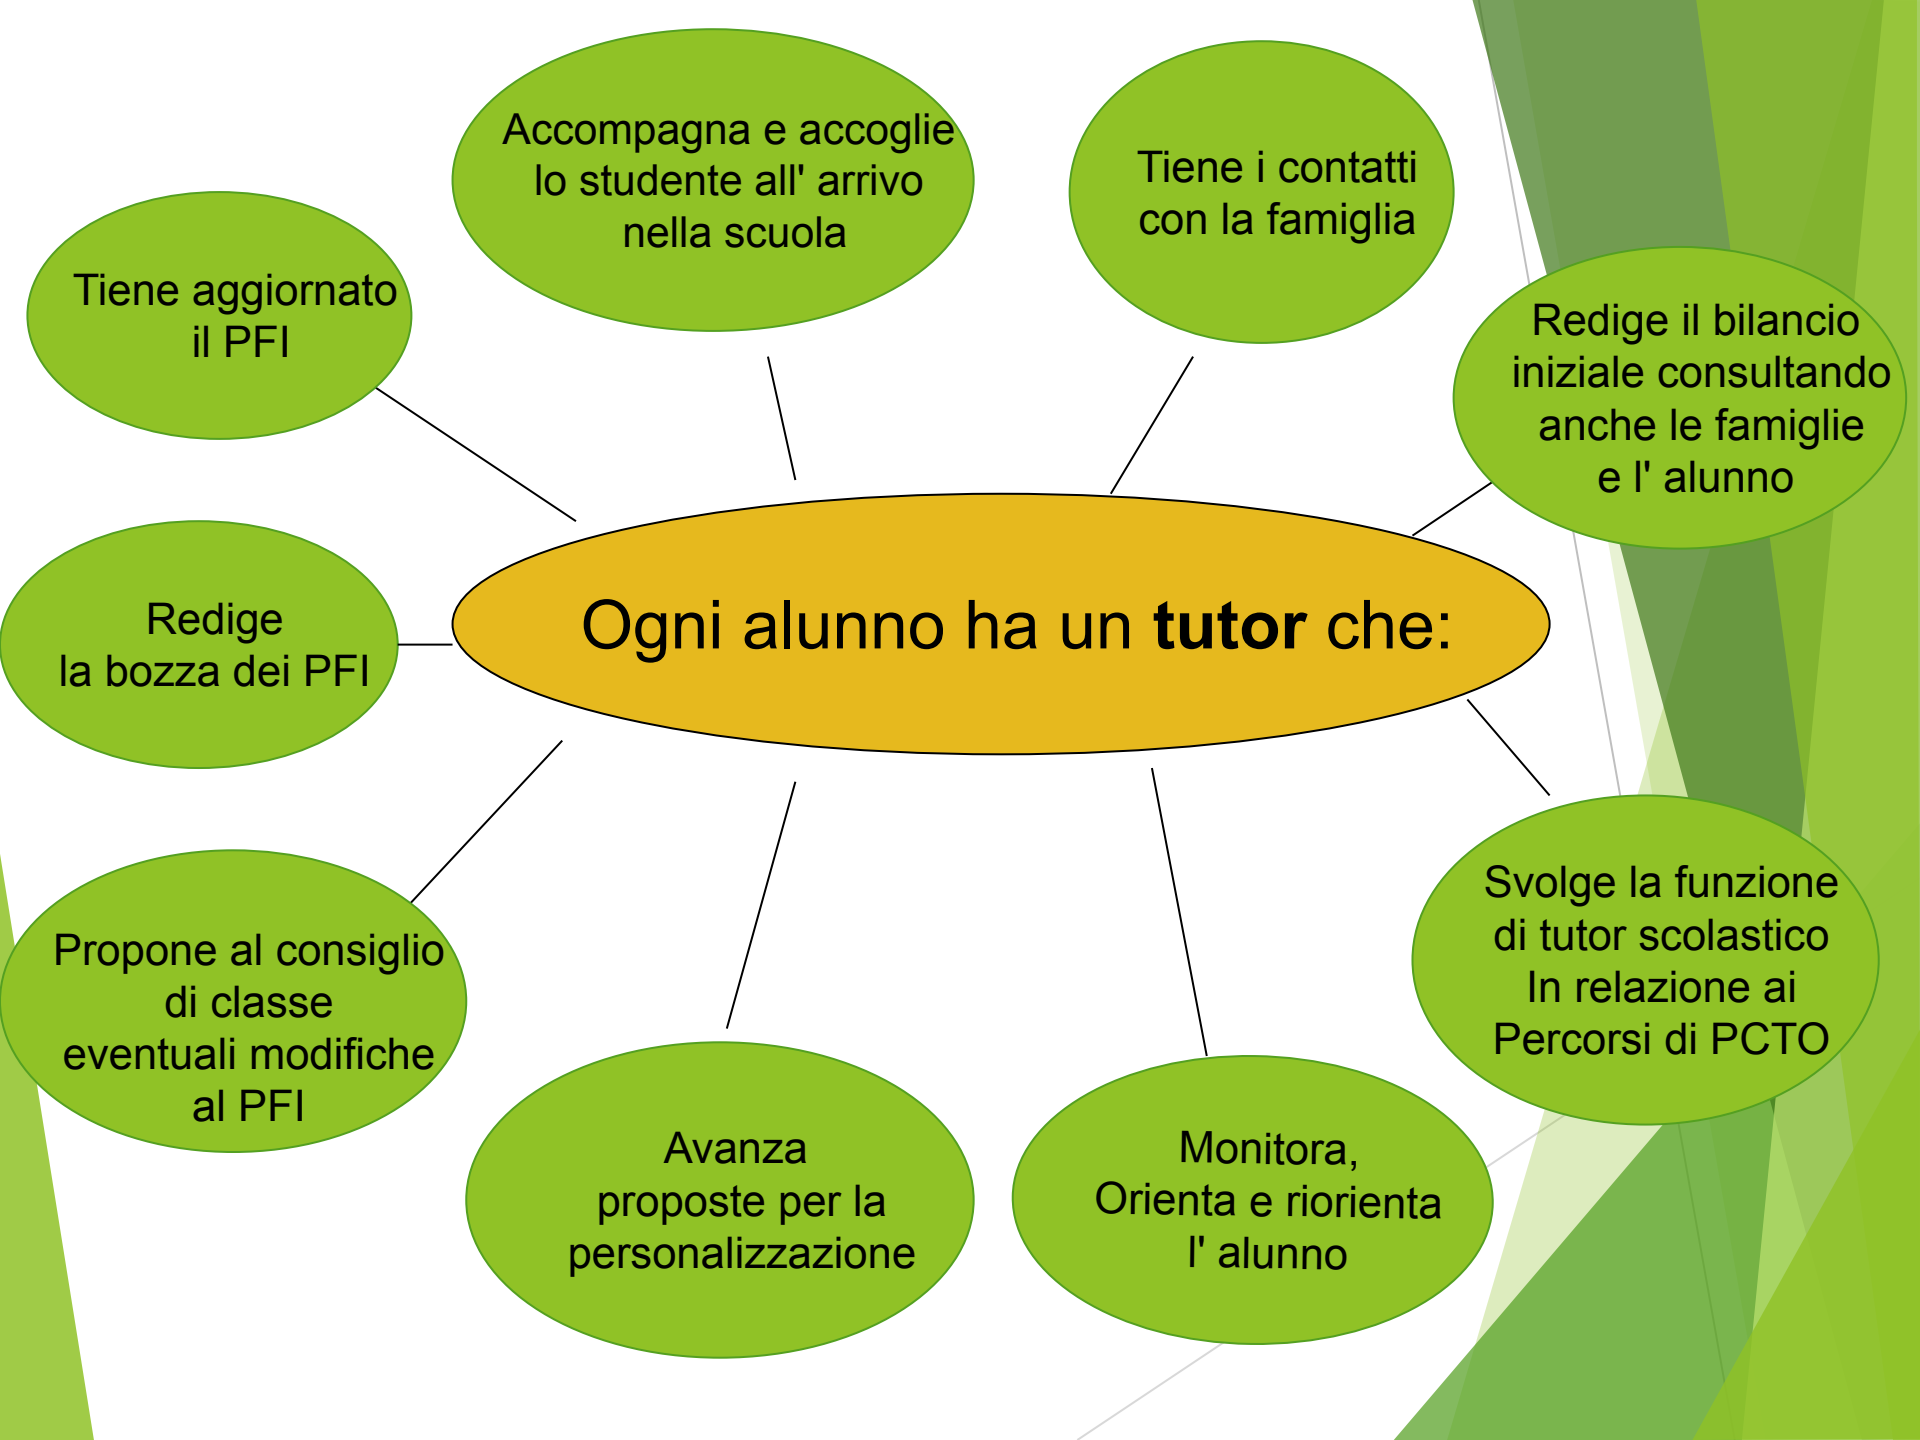 Accompagna e accoglie
lo studente all' arrivo
nella scuola
Tiene i contatti
con la famiglia
Tiene aggiornato
il PFI
Redige il bilancio
iniziale consultando
anche le famiglie
e l' alunno
Ogni alunno ha un tutor che:
Redige
la bozza dei PFI
Svolge la funzione
di tutor scolastico
In relazione ai
Percorsi di PCTO
Propone al consiglio
di classe
eventuali modifiche
al PFI
Avanza
proposte per la
personalizzazione
Monitora,
Orienta e riorienta
l' alunno